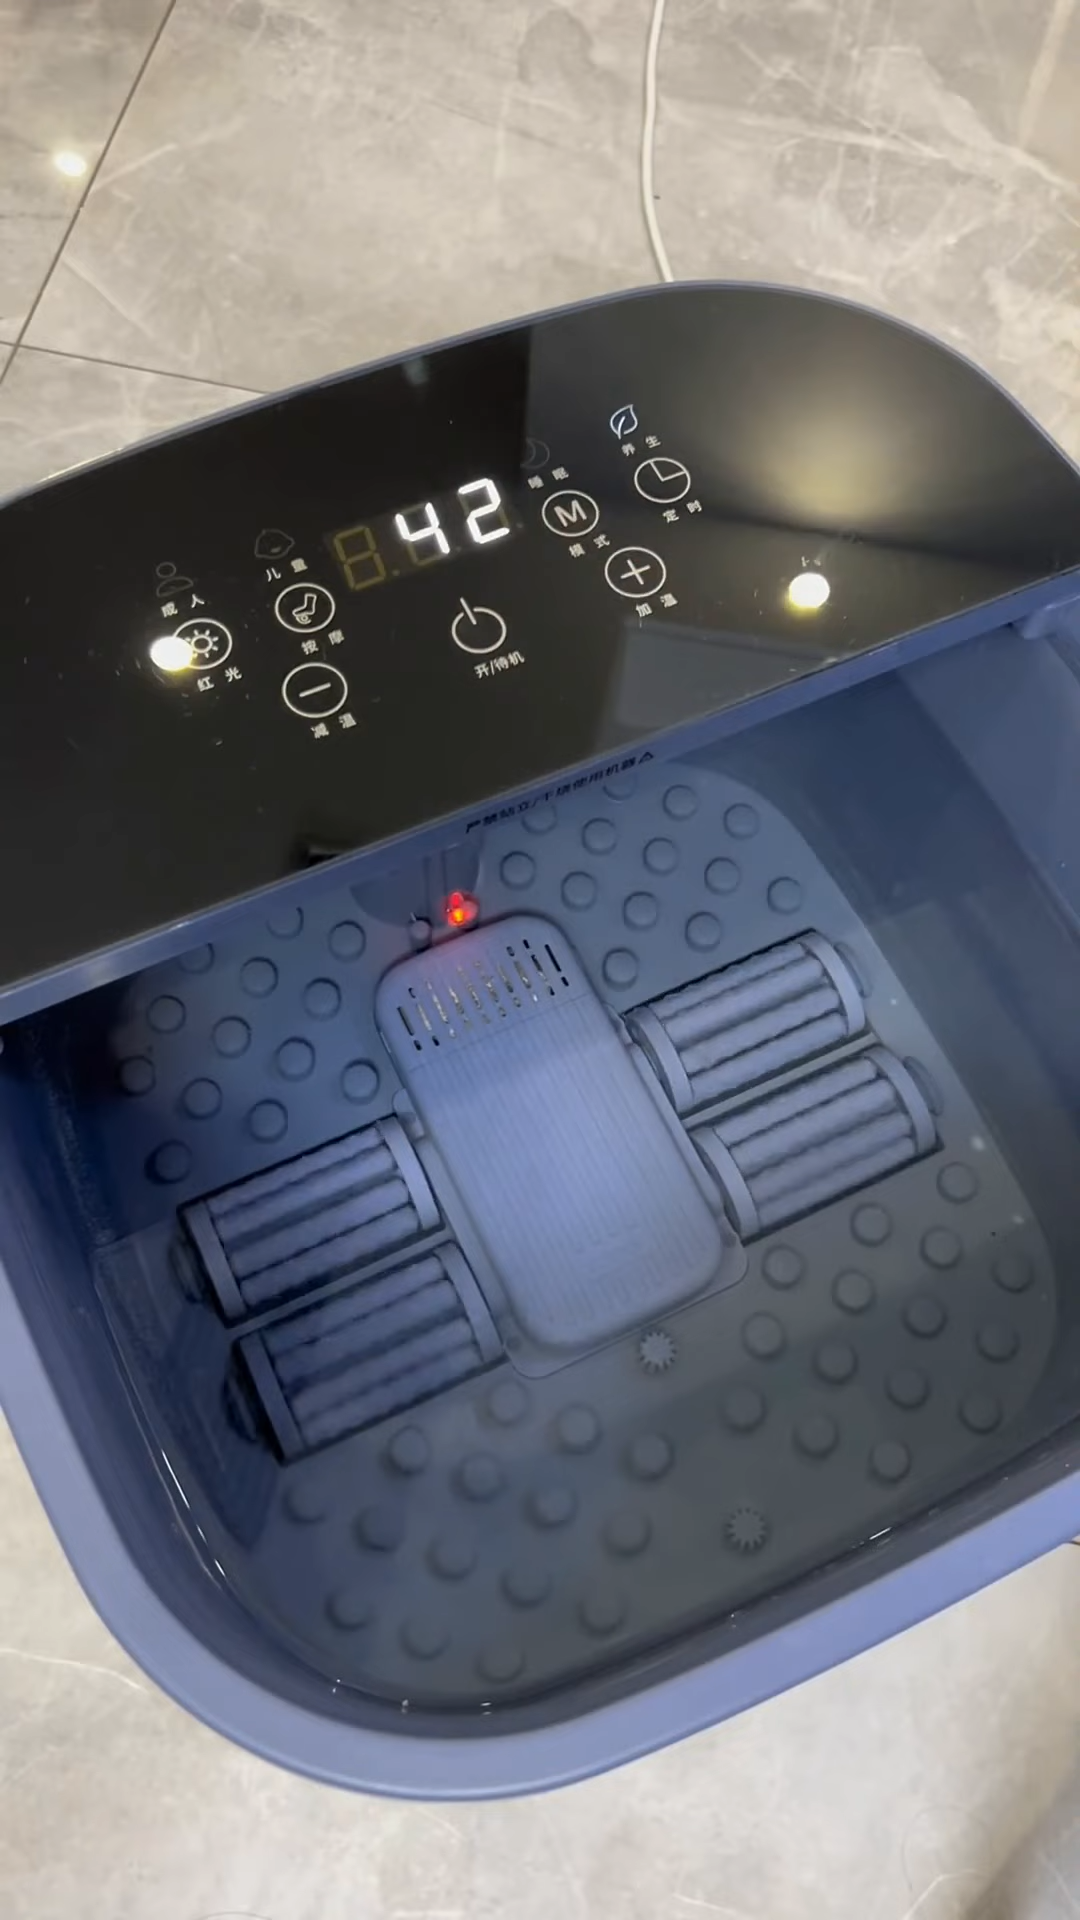 养生
睡眠
42
M
定时
模式
儿童
成人
加温
按摩
开/待机
红光
减温
严禁站立/干烧使用机器